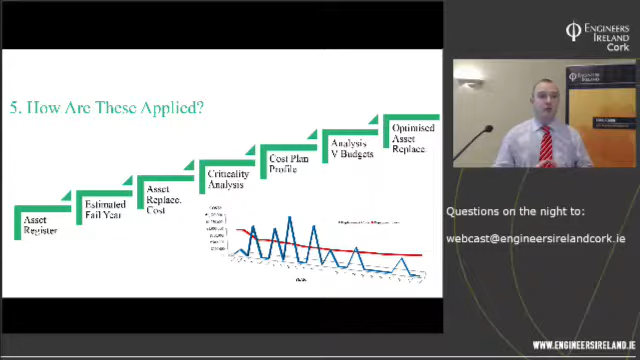 ENGINEERS
IRELAND
Cork
5. How Are These Applied?
Asset
Register
Estimated
Fail Year
Asset
Replace.
Cost
Criticality
Analysis
Cost Plan
Profile
Analysis
V Budgets
Optimised
Asset
Replace.
Questions on the night to:
webcast@engineersirelandcork.ie
WWW.ENGINEERSIRELAND.IE